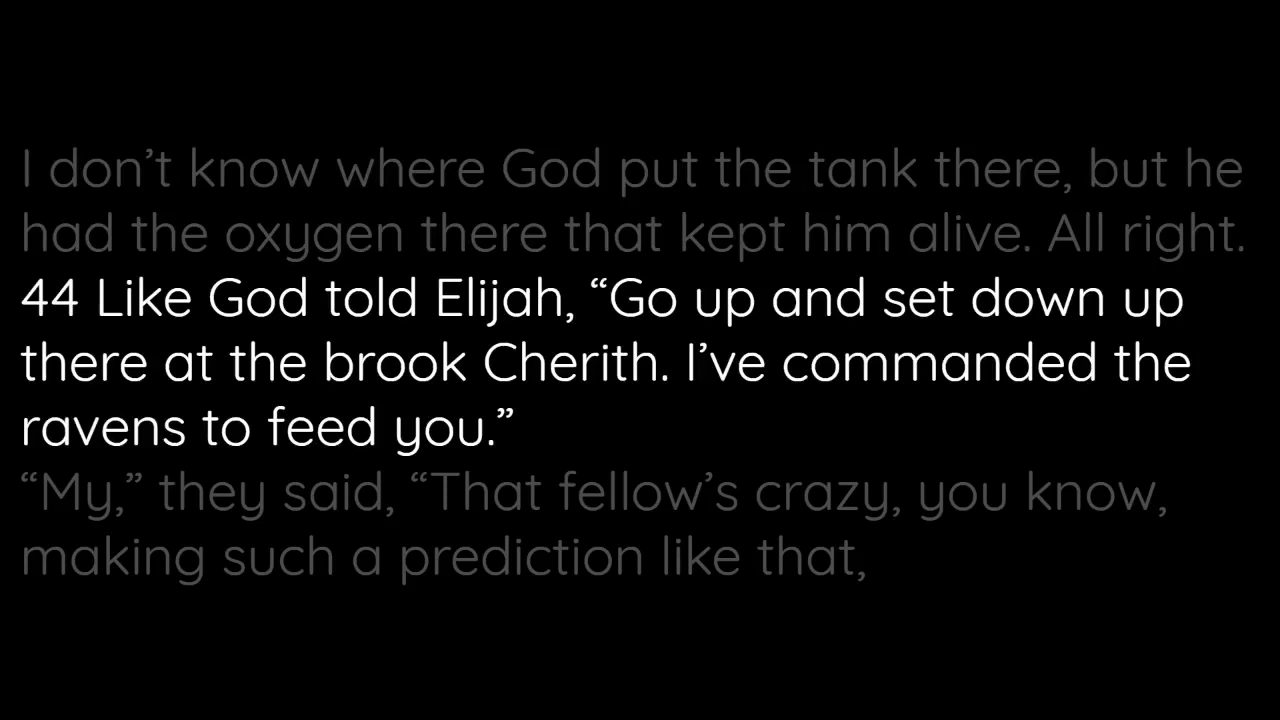 I don’t know where God put the tank there, but he
had the oxygen there that kept him alive. All right.
44 Like God told Elijah, “Go up and set down up
there at the brook Cherith. I’ve commanded the
ravens to feed you.”
“My,” they said, “That fellow’s crazy, you know,
making such a prediction like that,